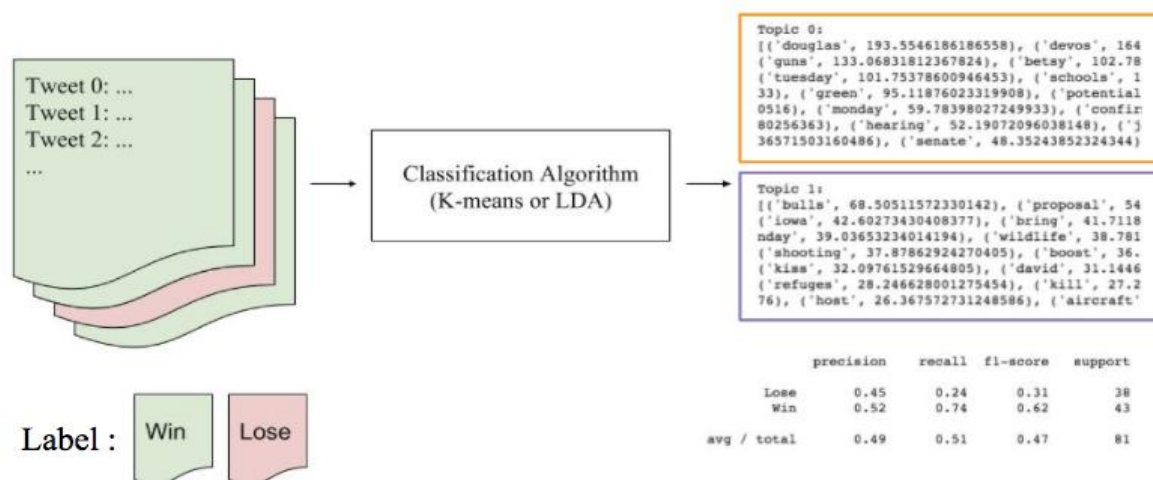 Tweet 0: ...
Tweet 1: ...
Tweet 2: ...
...
Classification Algorithm
(K-means or LDA)
Topic 0:
[('douglas', 193.5546186186558), ('devos', 164
('guns', 133.06831812367824), ('betsy', 102.78
('tuesday', 101.75378600946453), ('schools', 1
33), ('green', 95.11876023319908), ('potential
0516), ('monday', 59.78398027249933), ('confir
80256363), ('hearing', 52.19072096038148), ('j
36571503160486), ('senate', 48.35243852324344)
Topic 1:
[('bulls', 68.50511572330142), ('proposal', 54
('iowa', 42.60273430408377), ('bring', 41.7118
nday', 39.03653234014194), ('wildlife', 38.781
('shooting', 37.87862924270405), ('boost', 36.
('kiss', 32.09761529664805), ('david', 31.1446
('refuges', 28.246628001275454), ('kill', 27.2
76), ('host', 26.367572731248586), ('aircraft'
precision recall f1-score support
Lose 0.45 0.24 0.31 38
Win 0.52 0.74 0.62 43
avg / total 0.49 0.51 0.47 81
Label : Win Lose